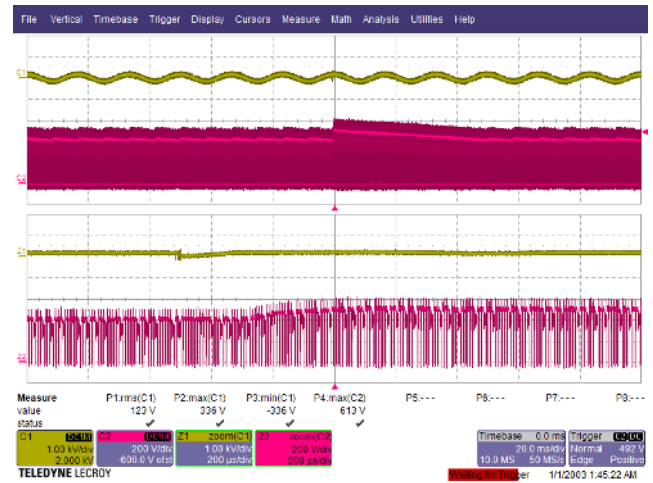 File Vertical Timebase Trigger Display Cursors Measure Math Analysis Utilities Help
C1
C2
Z1
Z2
Measure P1:rms(C1) P2:max(C1) P3:min(C1) P4:max(C2) P5:--- P6:--- P7:--- P8:---
value 123 V 336 V -336 V 613 V
status
C1 DC1M C2 DC1M Z1 zoom(C1) Z2 zoom(C2) Timebase 0.0 ms Trigger C2 DC
1.00 kV/div 200 V/div 1.00 kV/div 200 V/div 20.0 ms/div Normal 492 V
2.000 kV -600.0 V ofst 200 µs/div 200 µs/div 10.0 MS 50 MS/s Edge Positive
TELEDYNE LECROY Waiting for Trigger 1/1/2003 1:45:22 AM